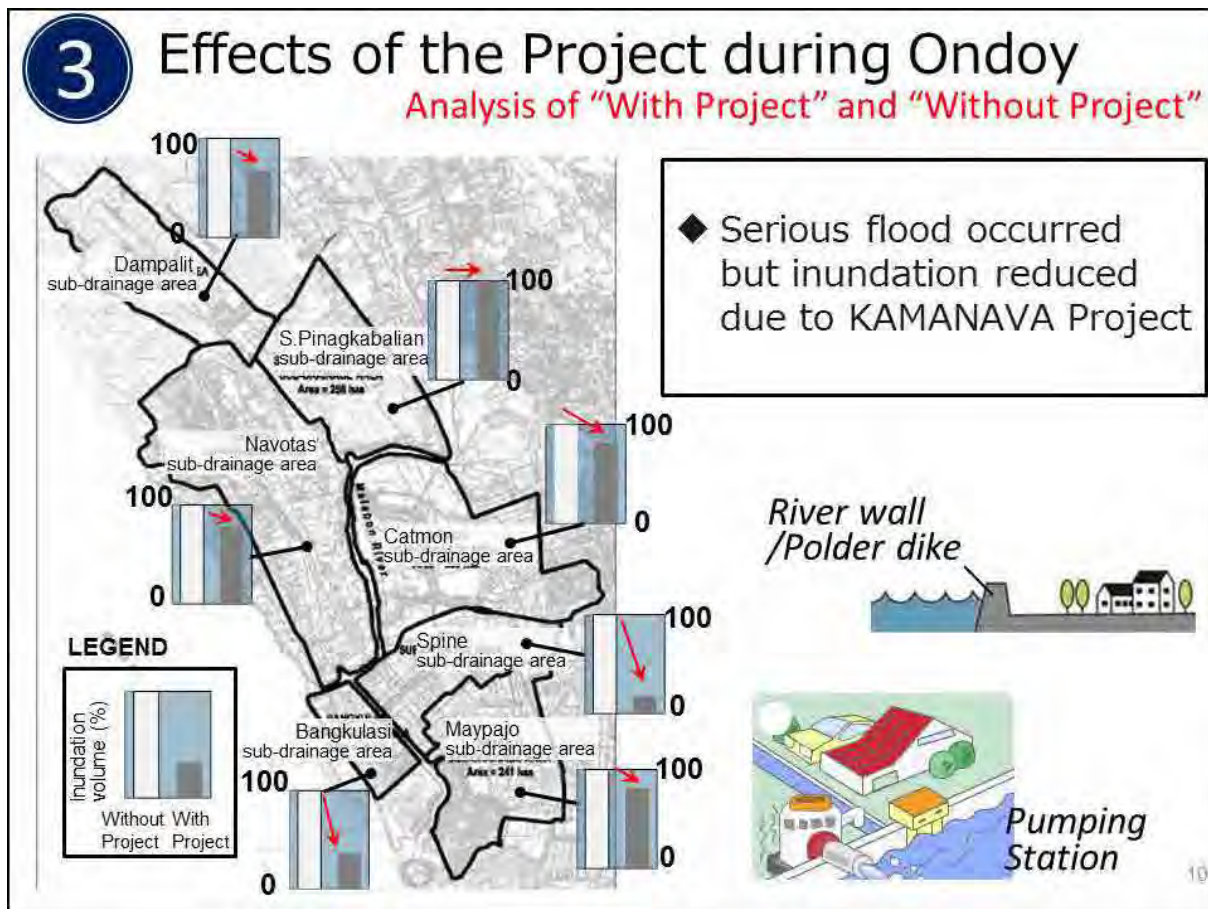 3
Effects of the Project during Ondoy
Analysis of “With Project” and “Without Project”
100
0
Dampalit
sub-drainage area
100
0
S.Pinagkabalian
sub-drainage area
Area = 258 has
◆ Serious flood occurred
but inundation reduced
due to KAMANAVA Project
100
0
Navotas
sub-drainage area
100
0
Malabon River
Catmon
sub-drainage area
River wall
/Polder dike
100
0
Spine
sub-drainage area
LEGEND
Inundation
volume (%)
Without
Project
With
Project
Bangkulasi
sub-drainage area
100
0
Maypajo
sub-drainage area
Area = 241 has
100
0
Pumping
Station
10